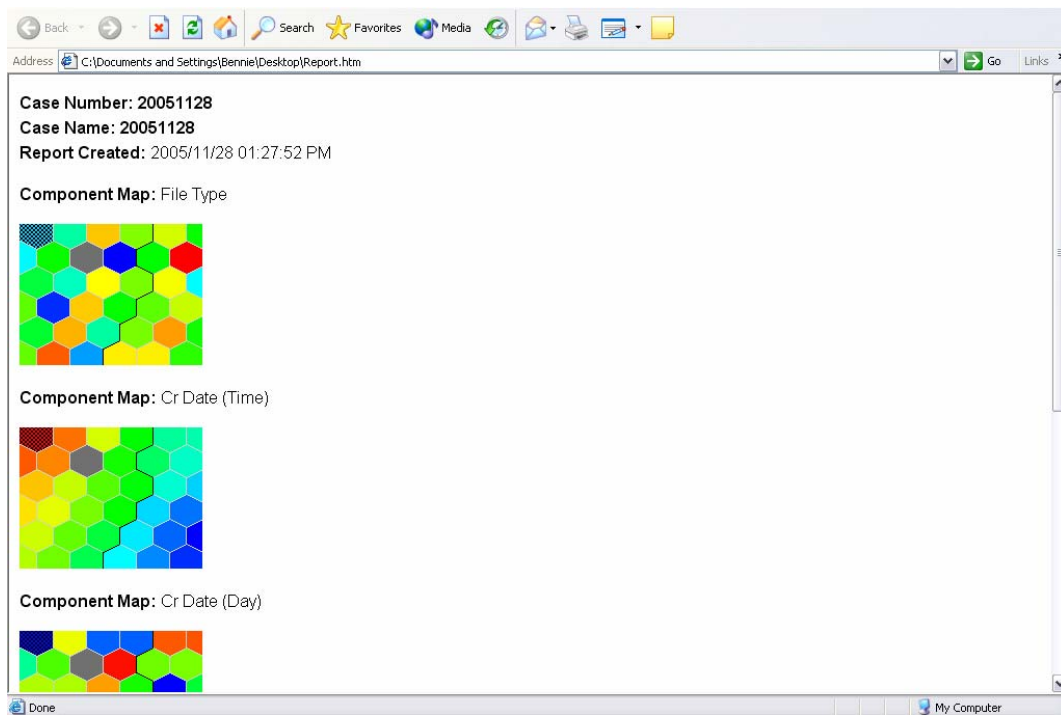 Back Search Favorites Media
Address C:\Documents and Settings\Bennie\Desktop\Report.htm Go Links
Case Number: 20051128
Case Name: 20051128
Report Created: 2005/11/28 01:27:52 PM
Component Map: File Type
Component Map: Cr Date (Time)
Component Map: Cr Date (Day)
Done My Computer